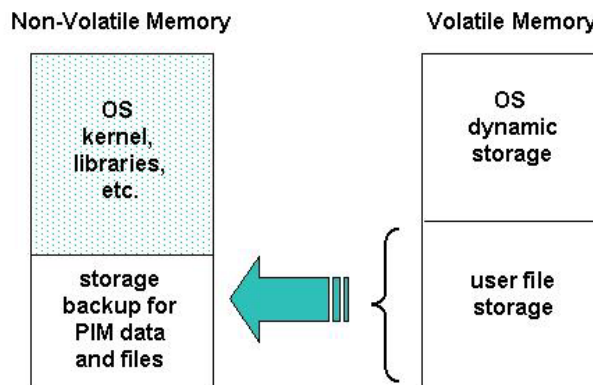 Non-Volatile Memory
OS
kernel,
libraries,
etc.
storage
backup for
PIM data
and files
Volatile Memory
OS
dynamic
storage
user file
storage